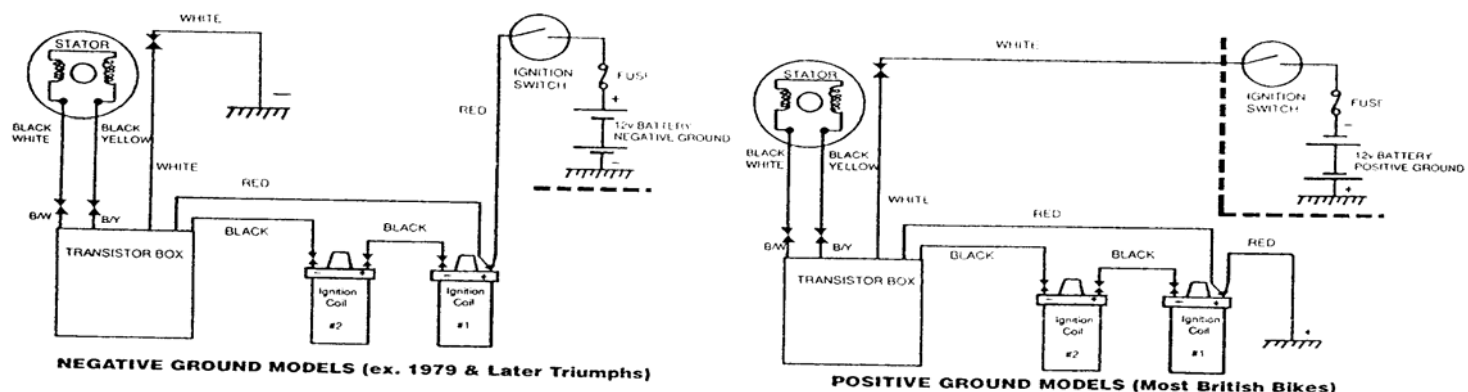 WHITE
STATOR
BLACK
WHITE
BLACK
YELLOW
WHITE
B/W
B/Y
TRANSISTOR BOX
RED
BLACK
BLACK
−
Ignition
Coil
#2
− +
Ignition
Coil
#1
− +
RED
IGNITION
SWITCH
FUSE
+
12v BATTERY
NEGATIVE GROUND
−
NEGATIVE GROUND MODELS (ex. 1979 & Later Triumphs)
WHITE
STATOR
BLACK
WHITE
BLACK
YELLOW
WHITE
B/W
B/Y
TRANSISTOR BOX
RED
BLACK
BLACK
RED
− +
Ignition
Coil
#2
− +
Ignition
Coil
#1
+
IGNITION
SWITCH
FUSE
−
12v BATTERY
POSITIVE GROUND
+
POSITIVE GROUND MODELS (Most British Bikes)